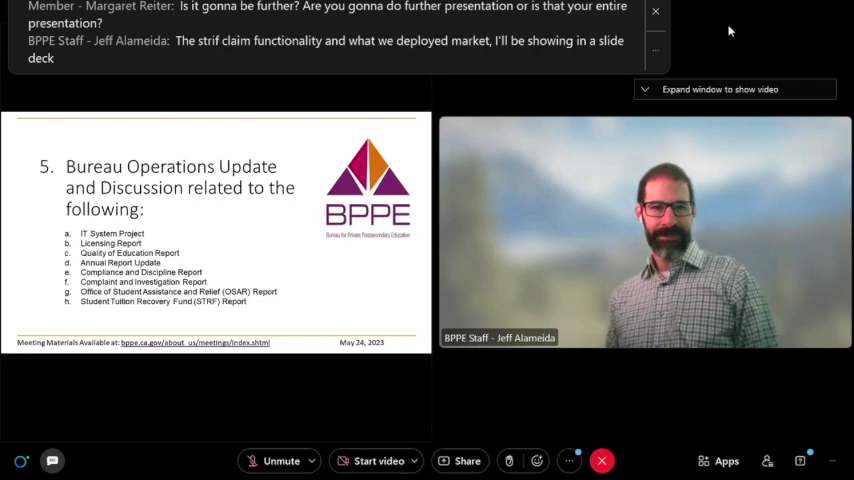 Member - Margaret Reiter: Is it gonna be further? Are you gonna do further presentation or is that your entire
presentation?
BPPE Staff - Jeff Alameida: The strif claim functionality and what we deployed market, I'll be showing in a slide
deck
Expand window to show video
5. Bureau Operations Update
and Discussion related to the
following:
a. IT System Project
b. Licensing Report
c. Quality of Education Report
d. Annual Report Update
e. Compliance and Discipline Report
f. Complaint and Investigation Report
g. Office of Student Assistance and Relief (OSAR) Report
h. Student Tuition Recovery Fund (STRF) Report
BPPE
Bureau for Private Postsecondary Education
Meeting Materials Available at: bppe.ca.gov/about_us/meetings/index.shtml
May 24, 2023
BPPE Staff - Jeff Alameida
Unmute
Start video
Share
Apps